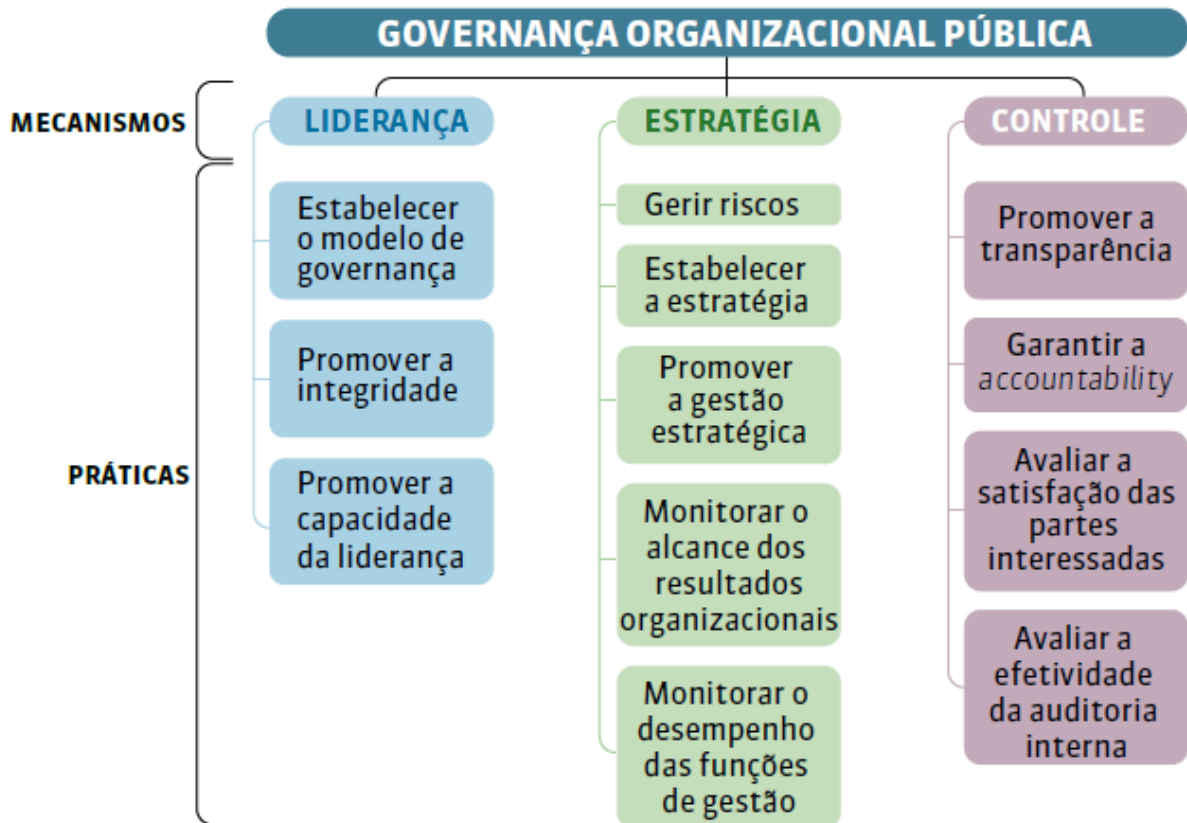 GOVERNANÇA ORGANIZACIONAL PÚBLICA
MECANISMOS
LIDERANÇA
ESTRATÉGIA
CONTROLE
PRÁTICAS
Estabelecer
o modelo de
governança
Promover a
integridade
Promover a
capacidade
da liderança
Gerir riscos
Estabelecer
a estratégia
Promover
a gestão
estratégica
Monitorar o
alcance dos
resultados
organizacionais
Monitorar o
desempenho
das funções
de gestão
Promover a
transparência
Garantir a
accountability
Avaliar a
satisfação das
partes
interessadas
Avaliar a
efetividade
da auditoria
interna